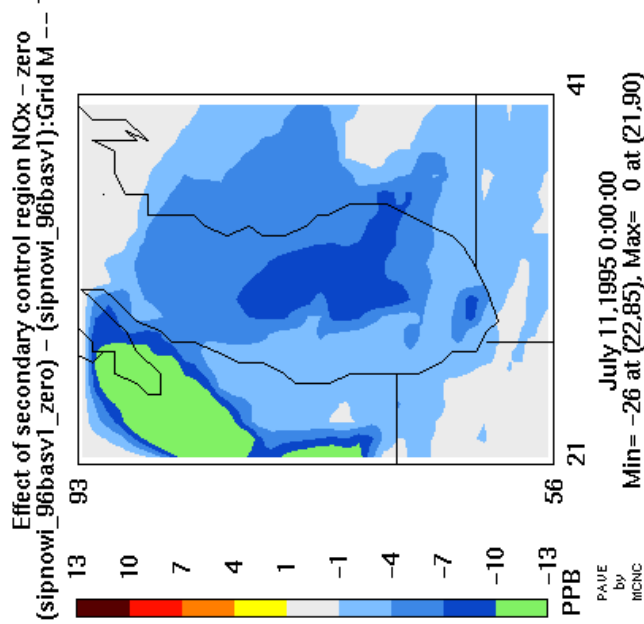 Effect of secondary control region NOx - zero
(sipnowi_96basv1_zero) - (sipnowi_96basv1):Grid M --
13
10
7
4
1
-1
-4
-7
-10
-13
PPB
PAVE
by
MCNC
93
56
21
41
July 11,1995 0:00:00
Min= -26 at (22,85), Max= 0 at (21,90)